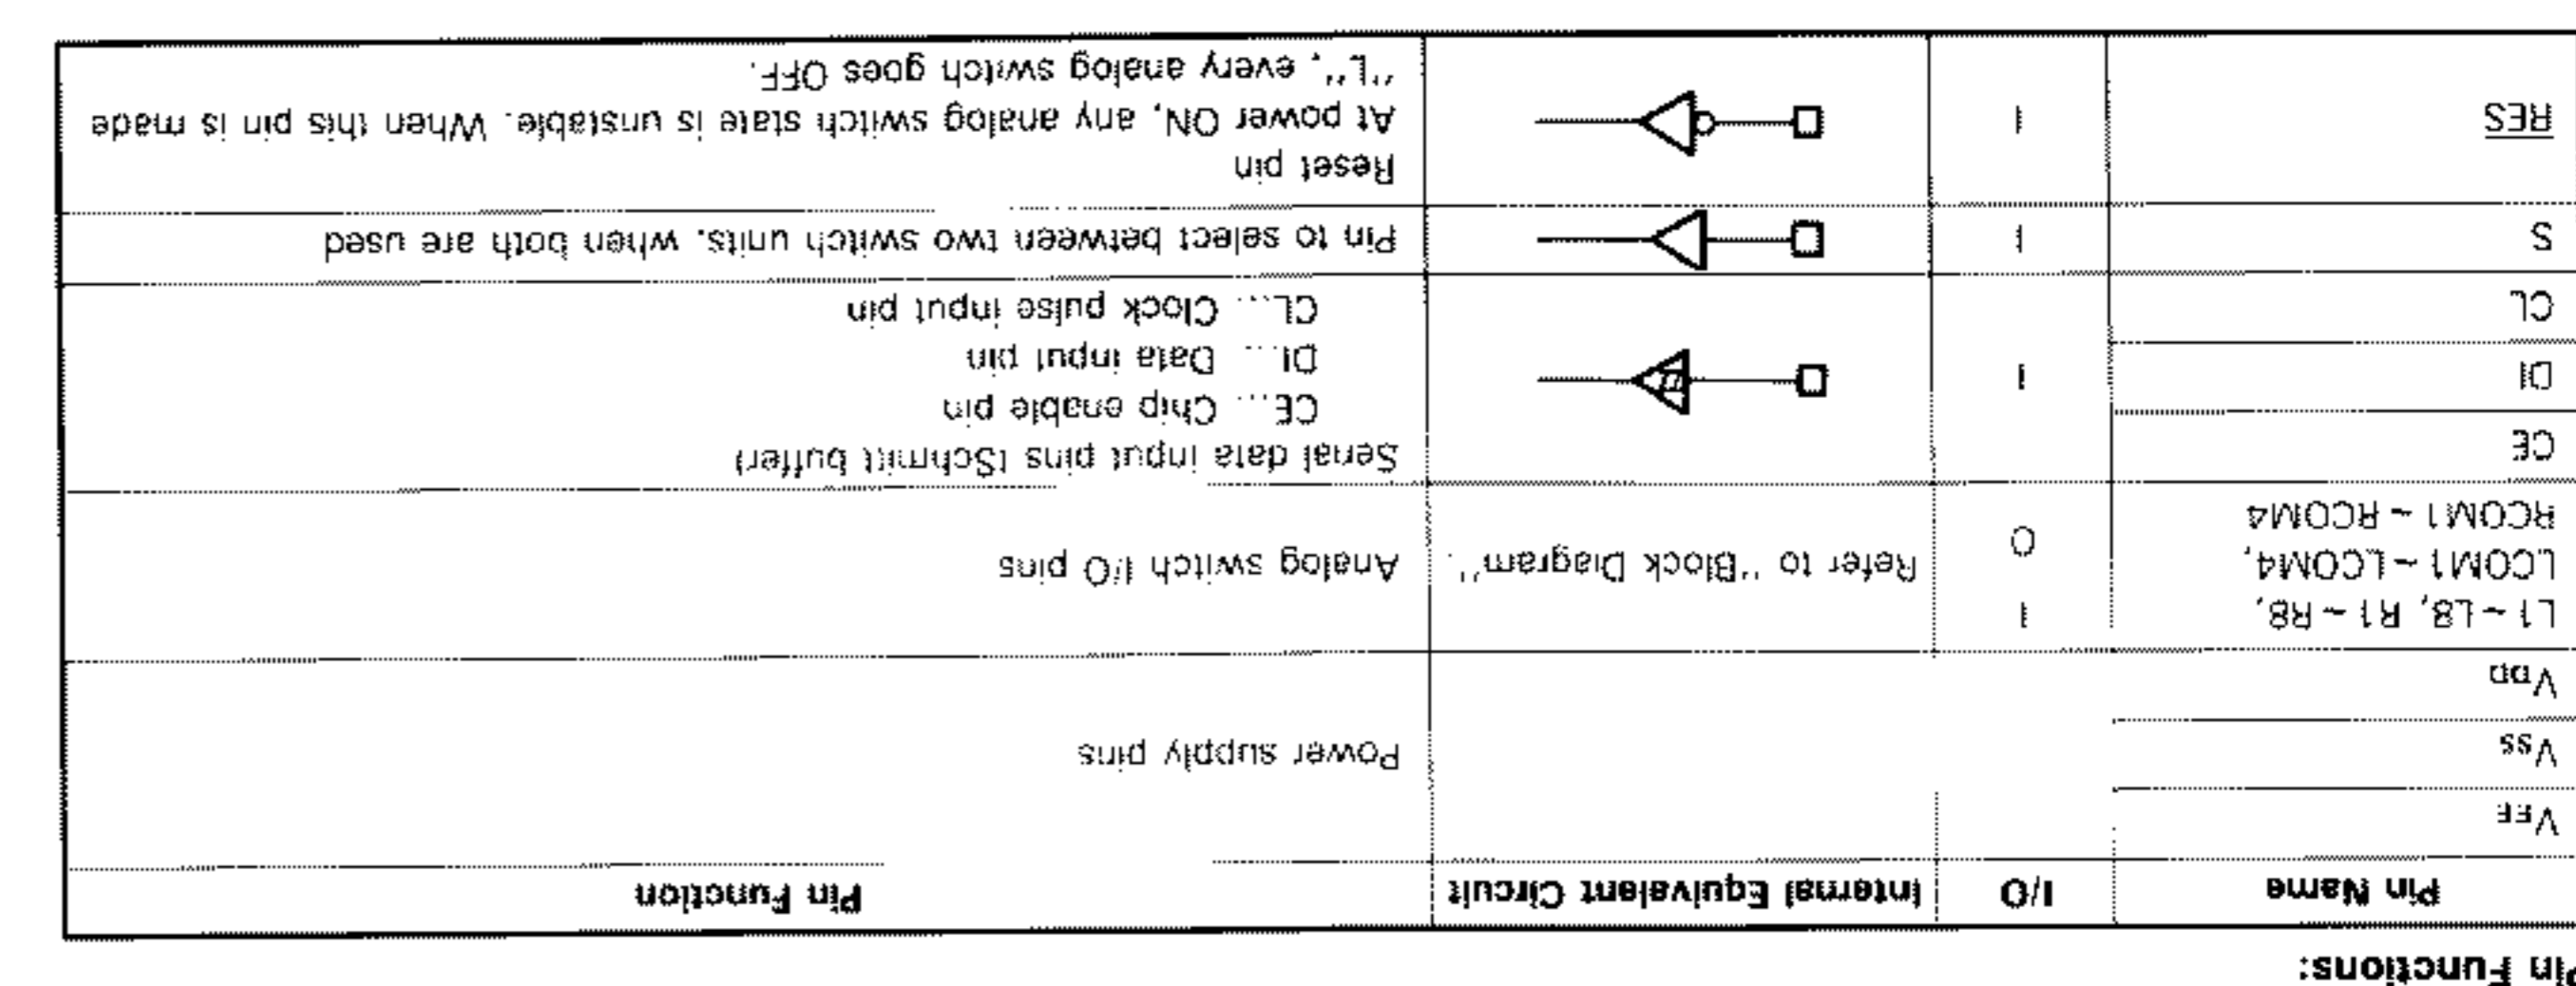 Pin Functions:
Pin Name I/O Internal Equivalent Circuit Pin Function
VEE
VSS
VDD
Power supply pins
L1 ~ L8, R1 ~ R8,
LCOM1 ~ LCOM4,
RCOM1 ~ RCOM4
I
O
Refer to "Block Diagram".
Analog switch I/O pins
CE
DI
CL
I
Serial data input pins (Schmitt buffer)
CE... Chip enable pin
DI... Data input pin
CL... Clock pulse input pin
S I Pin to select between two switch units, when both are used
RES I
Reset pin
At power ON, any analog switch state is unstable. When this pin is made
"L", every analog switch goes OFF.